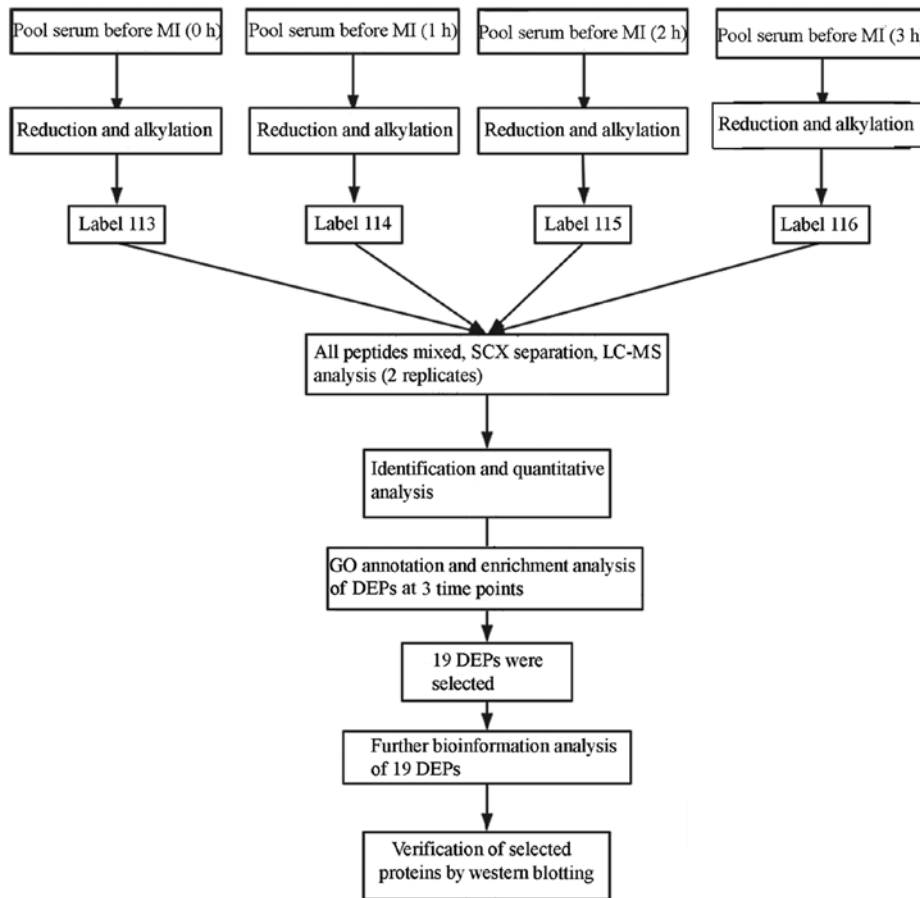 Pool serum before MI (0 h)
Pool serum before MI (1 h)
Pool serum before MI (2 h)
Pool serum before MI (3 h
Reduction and alkylation
Reduction and alkylation
Reduction and alkylation
Reduction and alkylation
Label 113
Label 114
Label 115
Label 116
All peptides mixed, SCX separation, LC-MS
analysis (2 replicates)
Identification and quantitative
analysis
GO annotation and enrichment analysis
of DEPs at 3 time points
19 DEPs were
selected
Further bioinformation analysis
of 19 DEPs
Verification of selected
proteins by western blotting